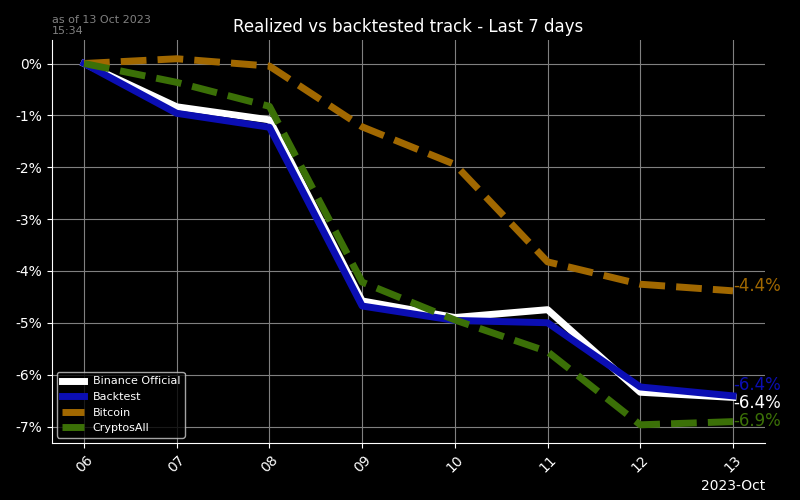 as of 13 Oct 2023
15:34
Realized vs backtested track - Last 7 days
0%
-1%
-2%
-3%
-4%
-5%
-6%
-7%
-4.4%
-6.4%
-6.4%
-6.9%
Binance Official
Backtest
Bitcoin
CryptosAll
06 07 08 09 10 11 12 13
2023-Oct